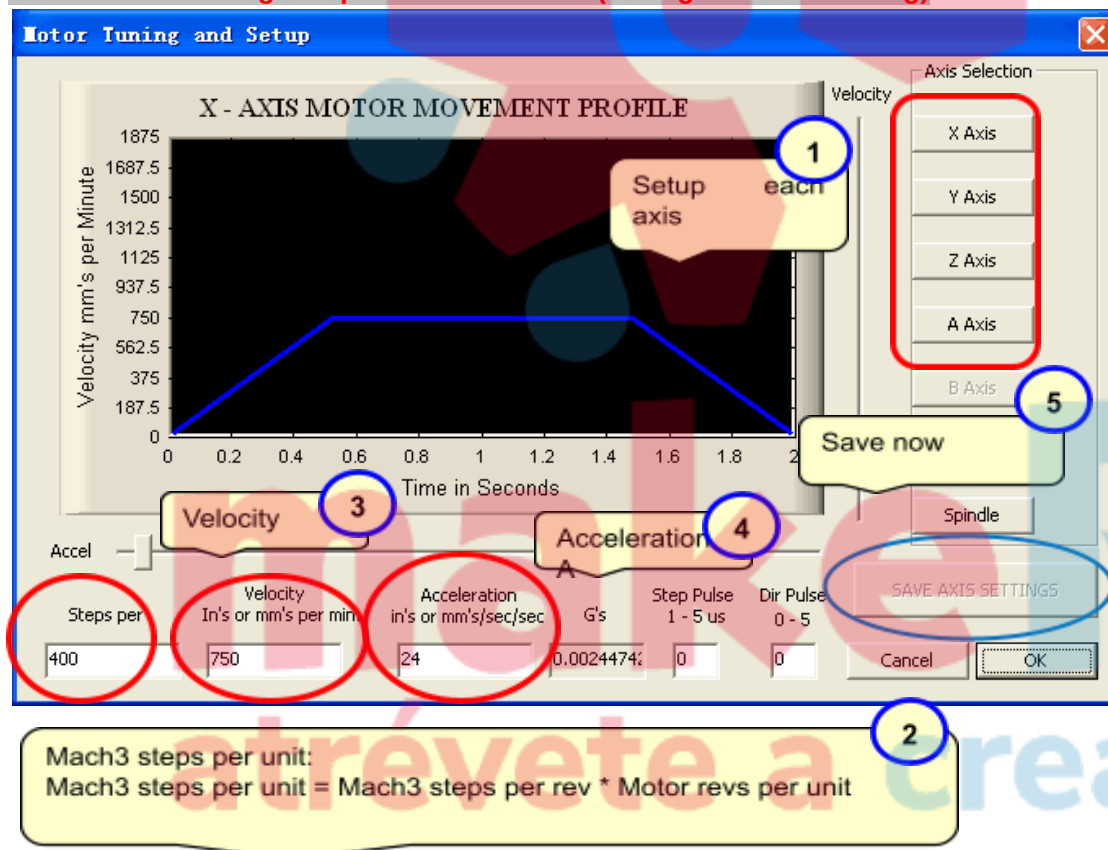 Motor Tuning and Setup
Axis Selection
X - AXIS MOTOR MOVEMENT PROFILE
Velocity
1875
1687.5
1500
1312.5
1125
937.5
750
562.5
375
187.5
0
Velocity mm's per Minute
0 0.2 0.4 0.6 0.8 1 1.2 1.4 1.6 1.8 2
Time in Seconds
1
Setup each
axis
X Axis
Y Axis
Z Axis
A Axis
B Axis
5
Save now
Spindle
3
Velocity
4
Acceleration
A
Accel
Steps per
Velocity
In's or mm's per min.
Acceleration
in's or mm's/sec/sec
G's
Step Pulse
1 - 5 us
Dir Pulse
0 - 5
SAVE AXIS SETTINGS
400
750
24
0.00244742
0
0
Cancel
OK
2
Mach3 steps per unit:
Mach3 steps per unit = Mach3 steps per rev * Motor revs per unit
make
atrévete a crea